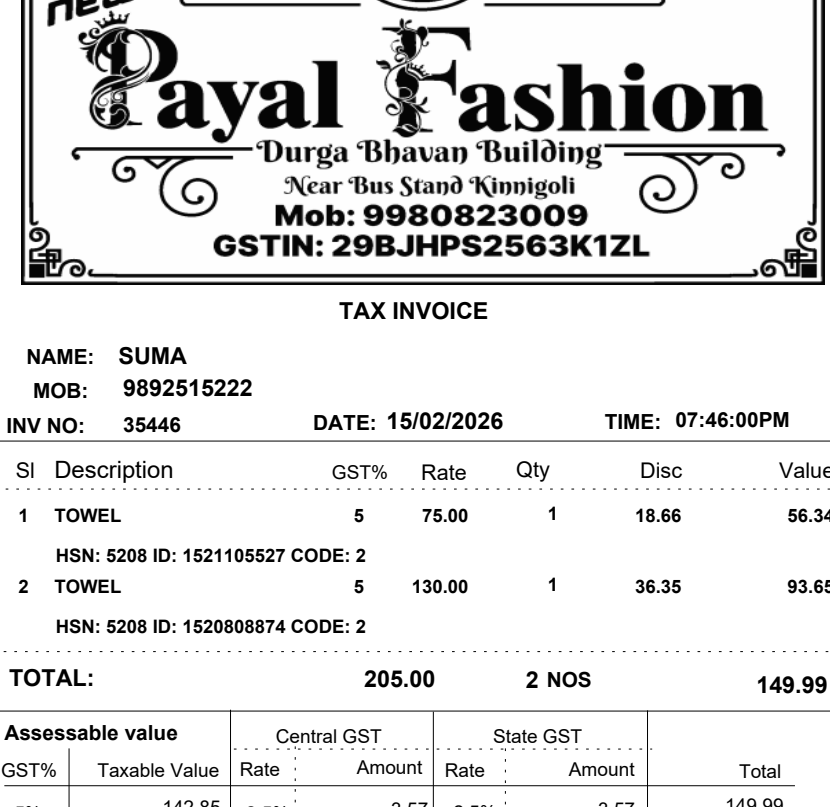 new
Payal Fashion
Durga Bhavan Building
Near Bus Stand Kinnigoli
Mob: 9980823009
GSTIN: 29BJHPS2563K1ZL
TAX INVOICE
NAME: SUMA
MOB: 9892515222
INV NO: 35446 DATE: 15/02/2026 TIME: 07:46:00PM
Sl Description GST% Rate Qty Disc Value
1 TOWEL 5 75.00 1 18.66 56.34
HSN: 5208 ID: 1521105527 CODE: 2
2 TOWEL 5 130.00 1 36.35 93.65
HSN: 5208 ID: 1520808874 CODE: 2
TOTAL: 205.00 2 NOS 149.99
Assessable value Central GST State GST
GST% Taxable Value Rate Amount Rate Amount Total
142.85 3.57 3.57 149.99